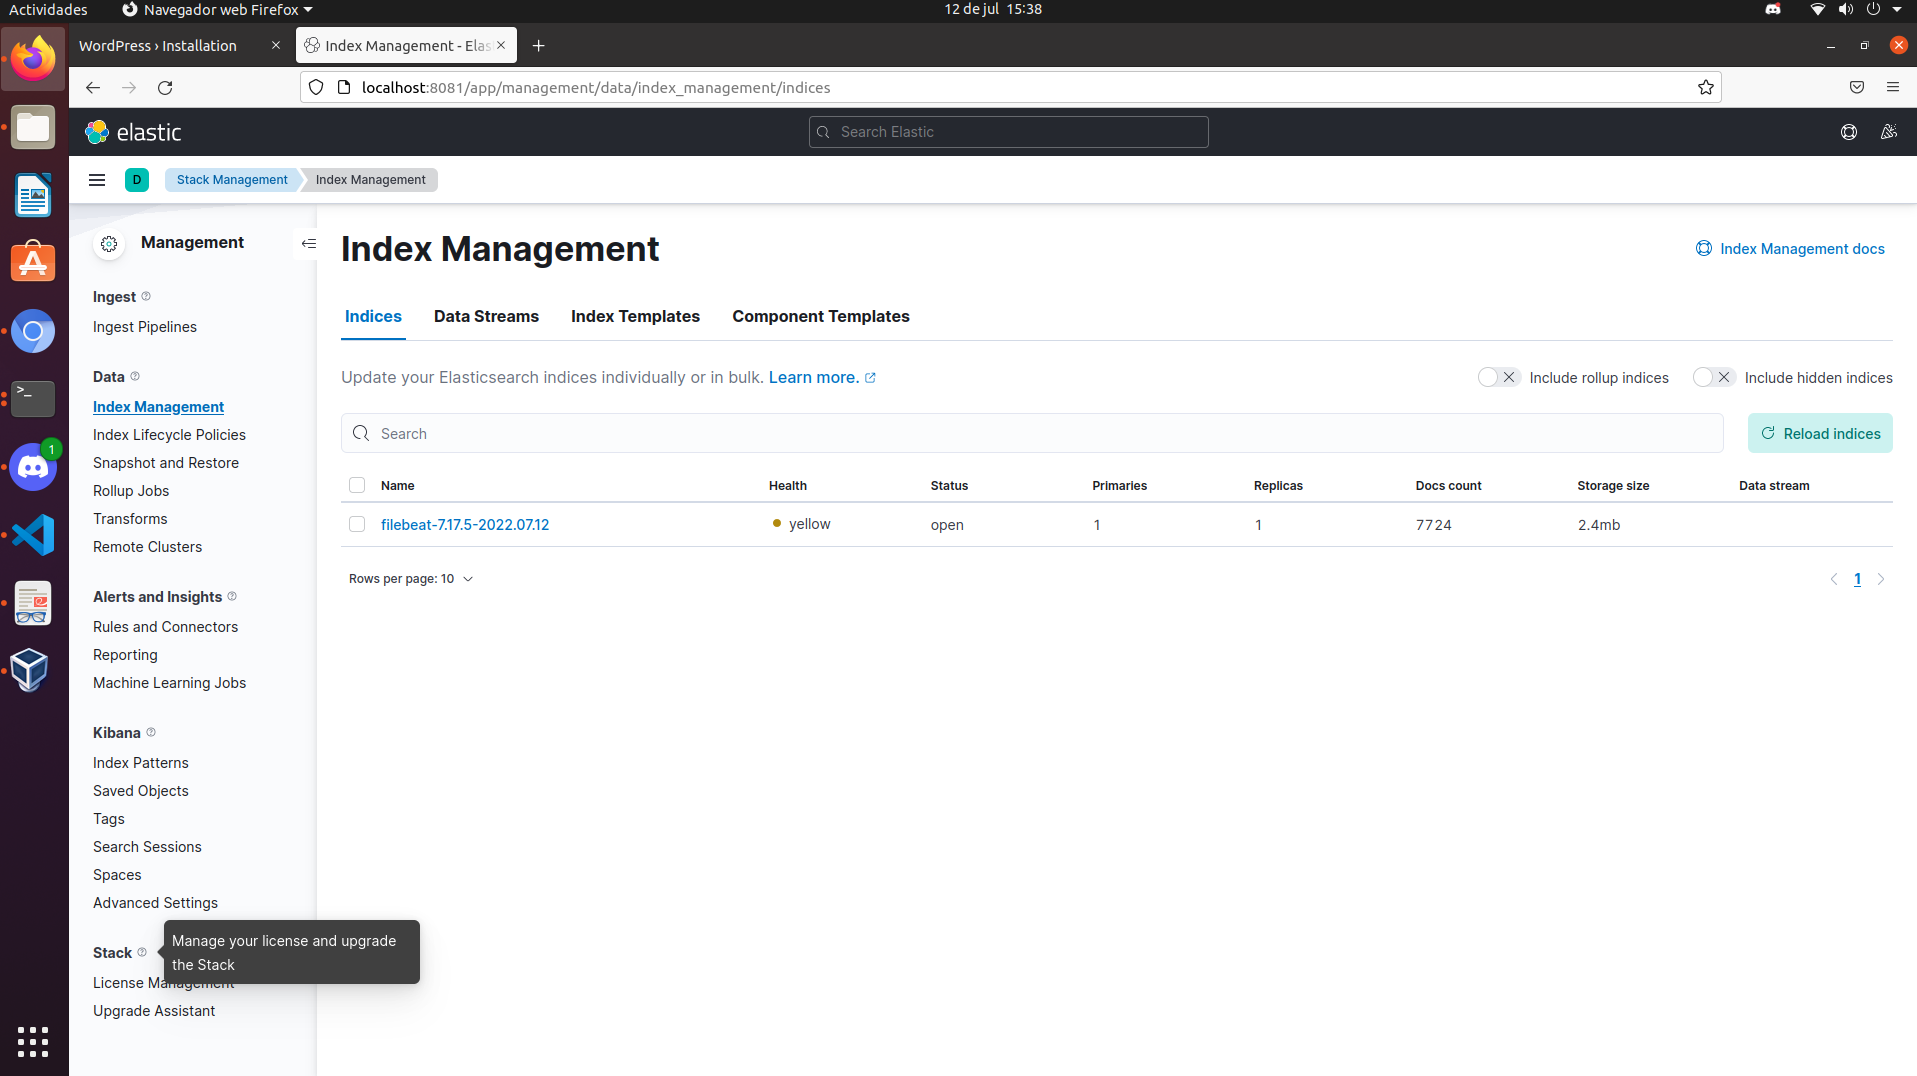 Actividades
Navegador web Firefox
12 de jul 15:38
WordPress › Installation
Index Management - Elas
localhost:8081/app/management/data/index_management/indices
elastic
Search Elastic
D
Stack Management
Index Management
Management
Ingest
Ingest Pipelines
Data
Index Management
Index Lifecycle Policies
Snapshot and Restore
Rollup Jobs
Transforms
Remote Clusters
Alerts and Insights
Rules and Connectors
Reporting
Machine Learning Jobs
Kibana
Index Patterns
Saved Objects
Tags
Search Sessions
Spaces
Advanced Settings
Stack
Manage your license and upgrade
the Stack
License Management
Upgrade Assistant
Index Management
Index Management docs
Indices
Data Streams
Index Templates
Component Templates
Update your Elasticsearch indices individually or in bulk. Learn more.
Include rollup indices
Include hidden indices
Search
Reload indices
Name Health Status Primaries Replicas Docs count Storage size Data stream
filebeat-7.17.5-2022.07.12 yellow open 1 1 7724 2.4mb
Rows per page: 10
1
1